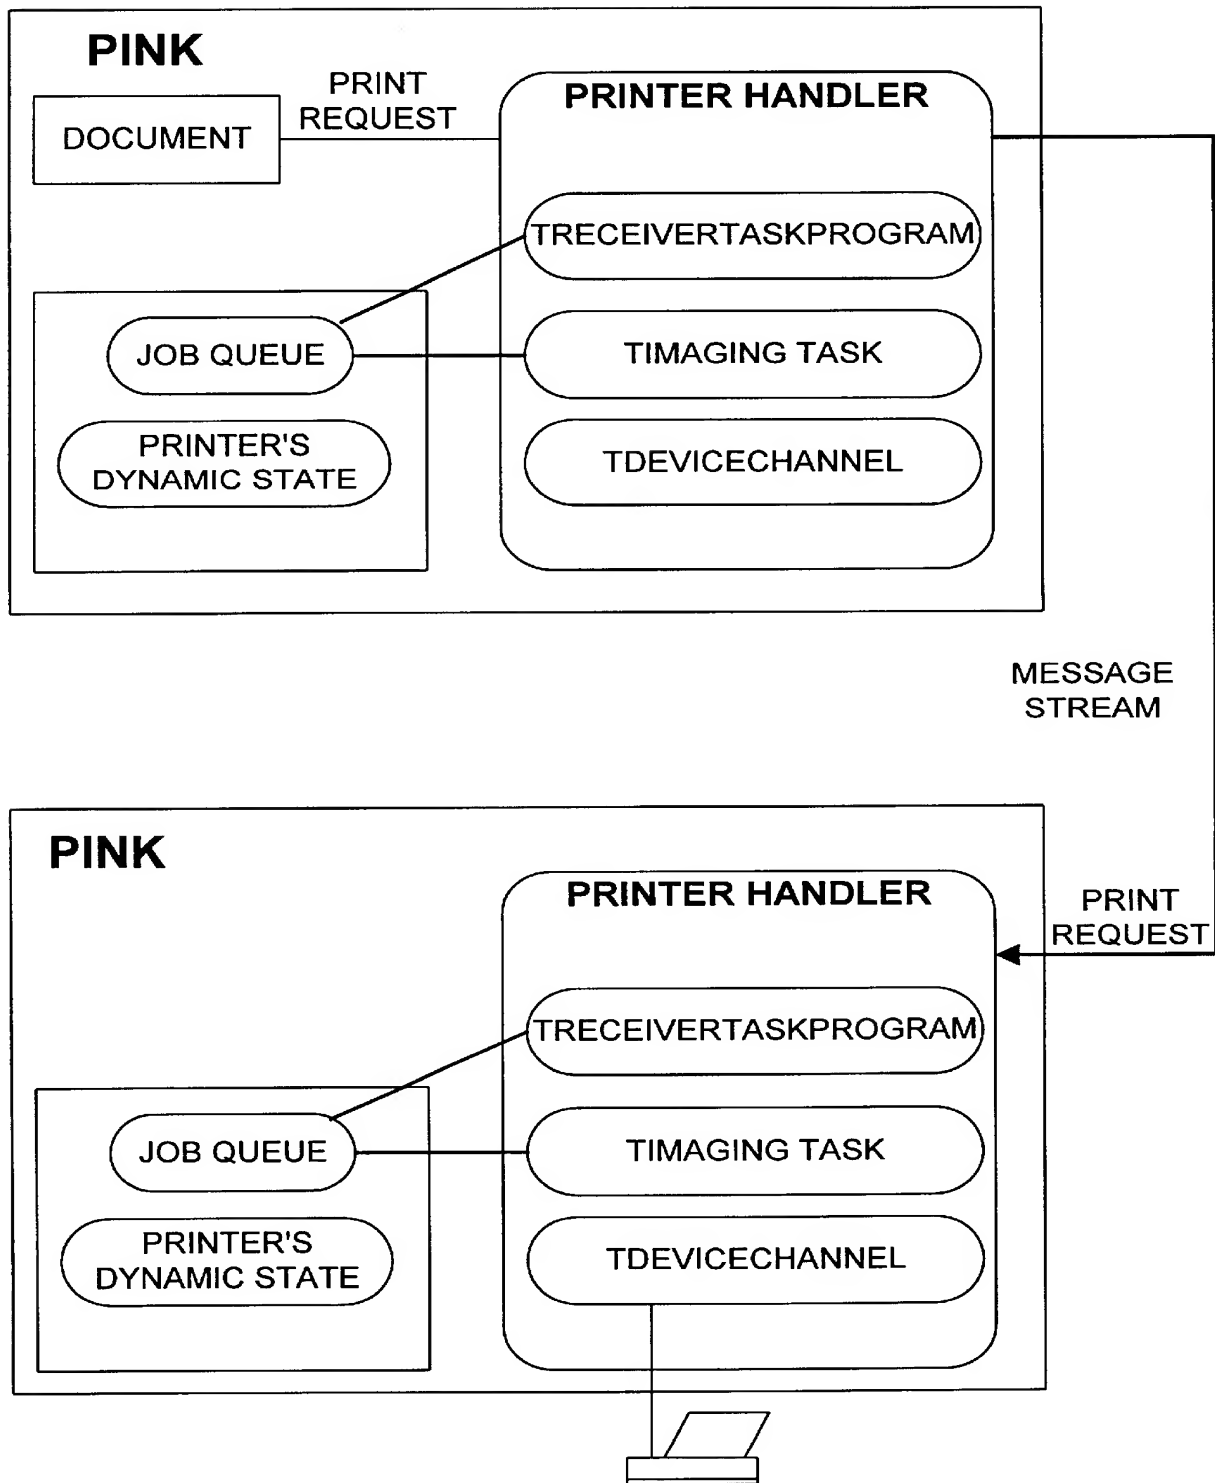 PINK
PRINT
REQUEST
PRINTER HANDLER
DOCUMENT
TRECEIVERTASKPROGRAM
JOB QUEUE
TIMAGING TASK
PRINTER'S
DYNAMIC STATE
TDEVICECHANNEL
MESSAGE
STREAM
PINK
PRINTER HANDLER
PRINT
REQUEST
TRECEIVERTASKPROGRAM
JOB QUEUE
TIMAGING TASK
PRINTER'S
DYNAMIC STATE
TDEVICECHANNEL